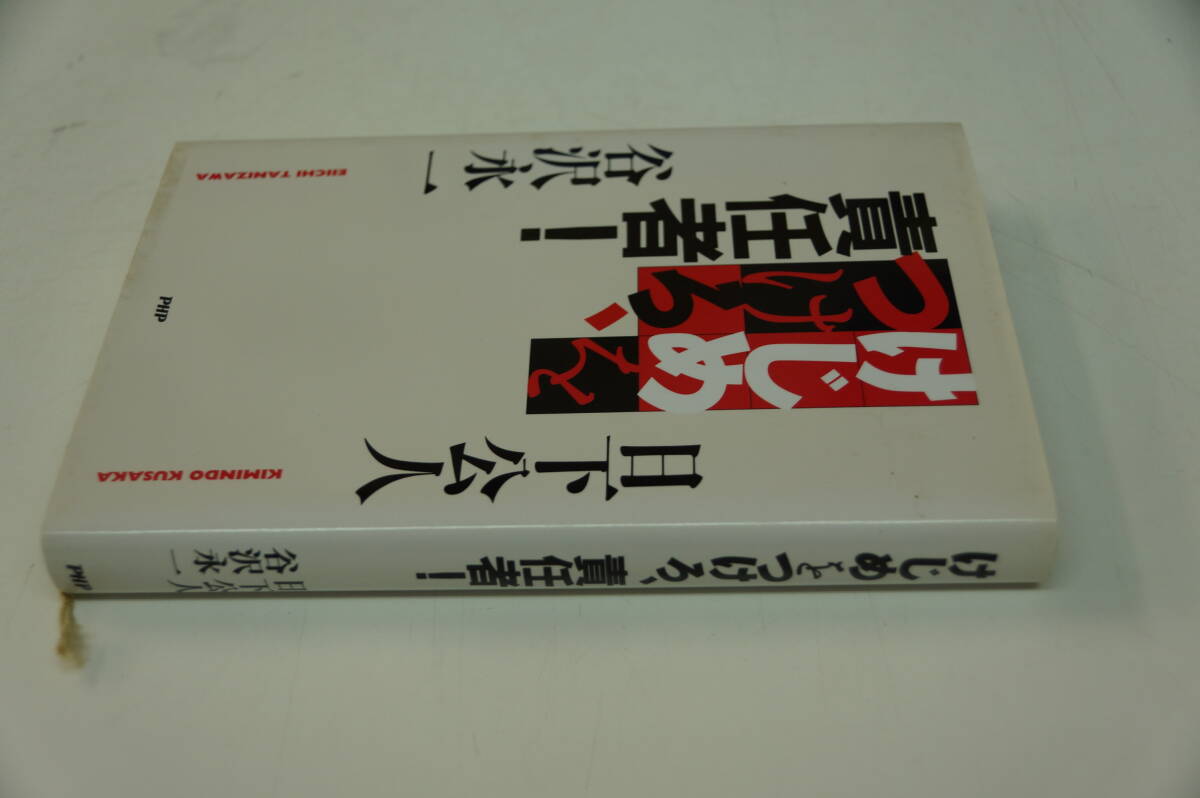 日下公人
KIMINDO KUSAKA
けじめを
つけろ、
責任者!
谷沢永一
EIICHI TANIZAWA
PHP
けじめをつけろ、責任者!
日下公人
谷沢永一
PHP